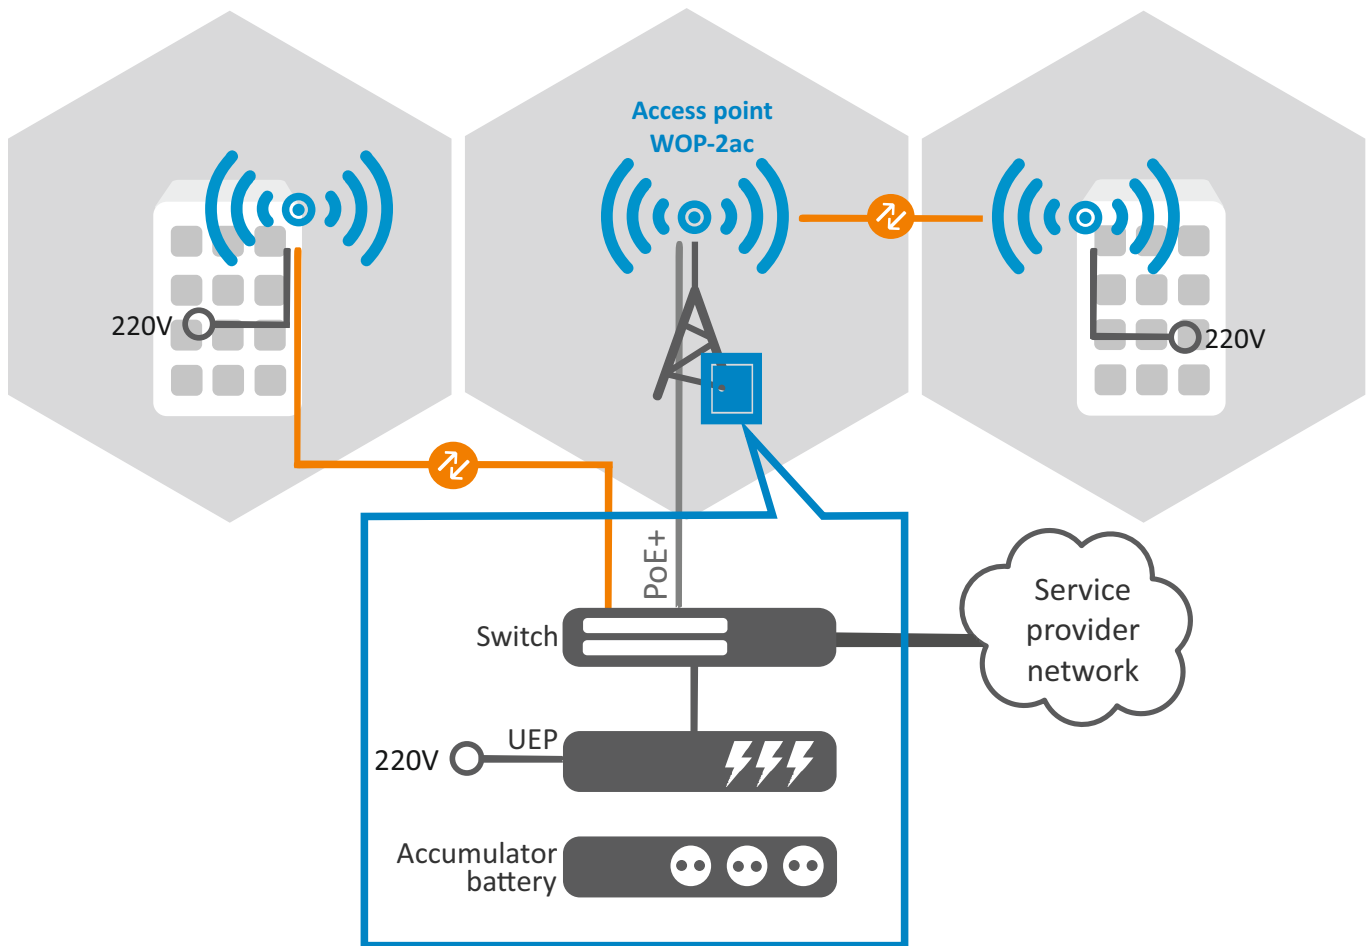 Access point
WOP-2ac
220V
220V
PoE+
Switch
Service
provider
network
UEP
220V
Accumulator
battery